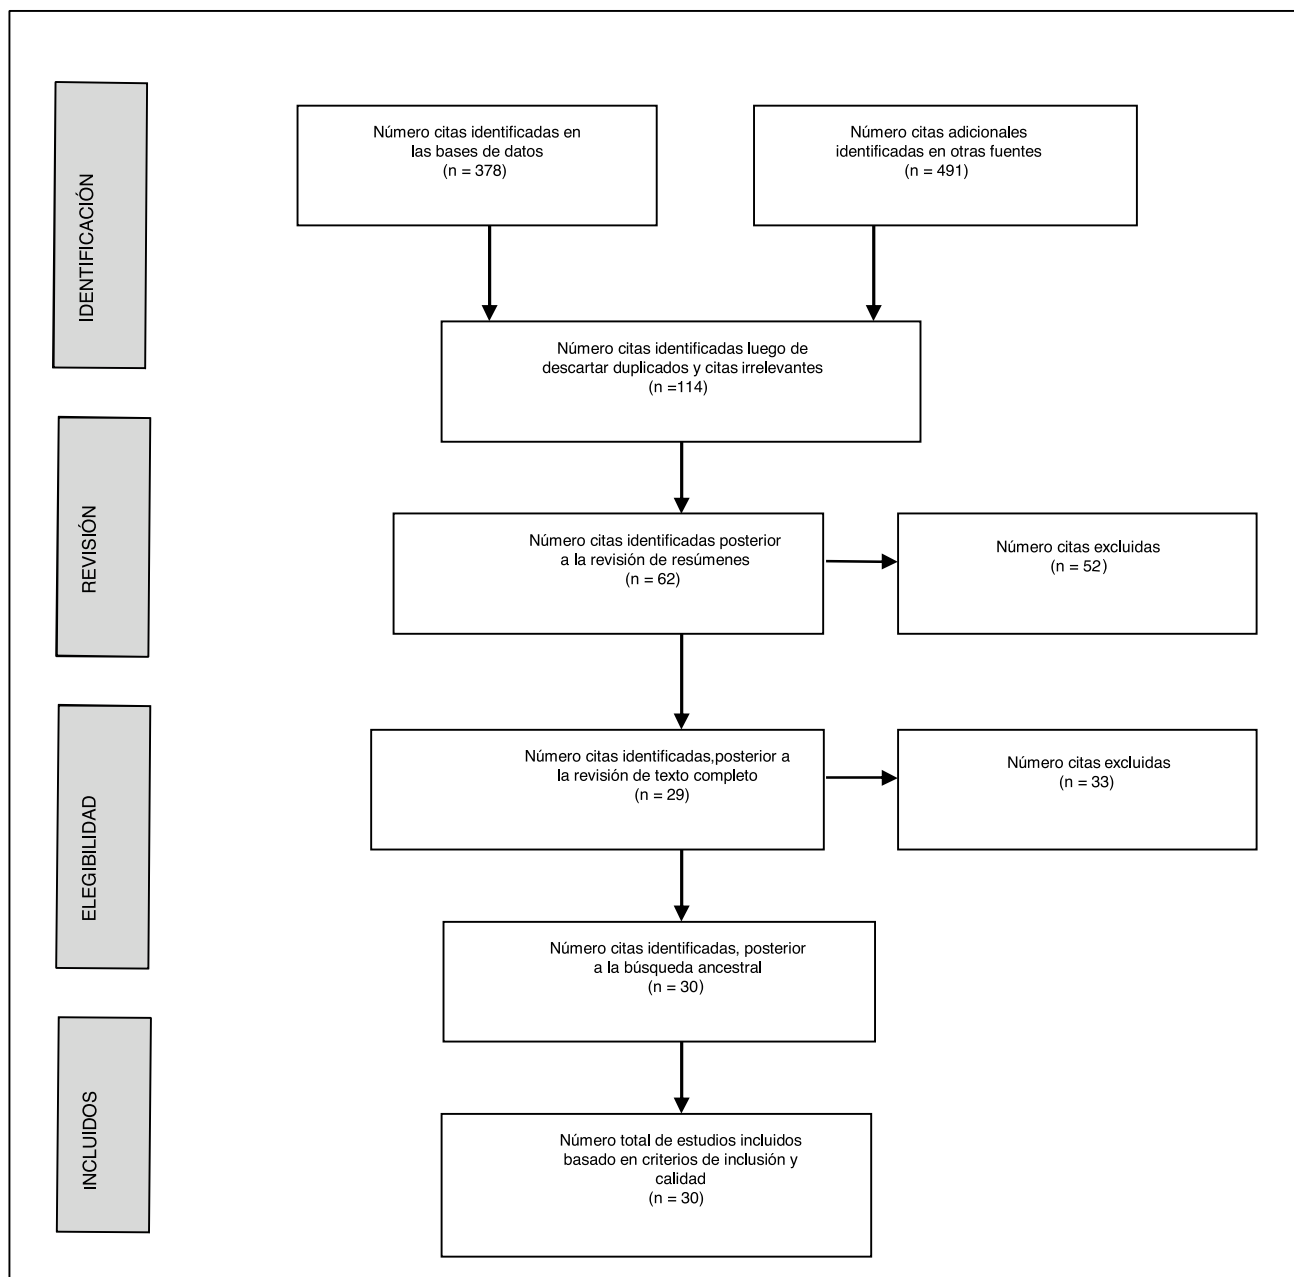 IDENTIFICACIÓN
Número citas identificadas en
las bases de datos
(n = 378)
Número citas adicionales
identificadas en otras fuentes
(n = 491)
Número citas identificadas luego de
descartar duplicados y citas irrelevantes
(n =114)
REVISIÓN
Número citas identificadas posterior
a la revisión de resúmenes
(n = 62)
Número citas excluidas
(n = 52)
ELEGIBILIDAD
Número citas identificadas,posterior a
la revisión de texto completo
(n = 29)
Número citas excluidas
(n = 33)
Número citas identificadas, posterior
a la búsqueda ancestral
(n = 30)
INCLUIDOS
Número total de estudios incluidos
basado en criterios de inclusión y
calidad
(n = 30)